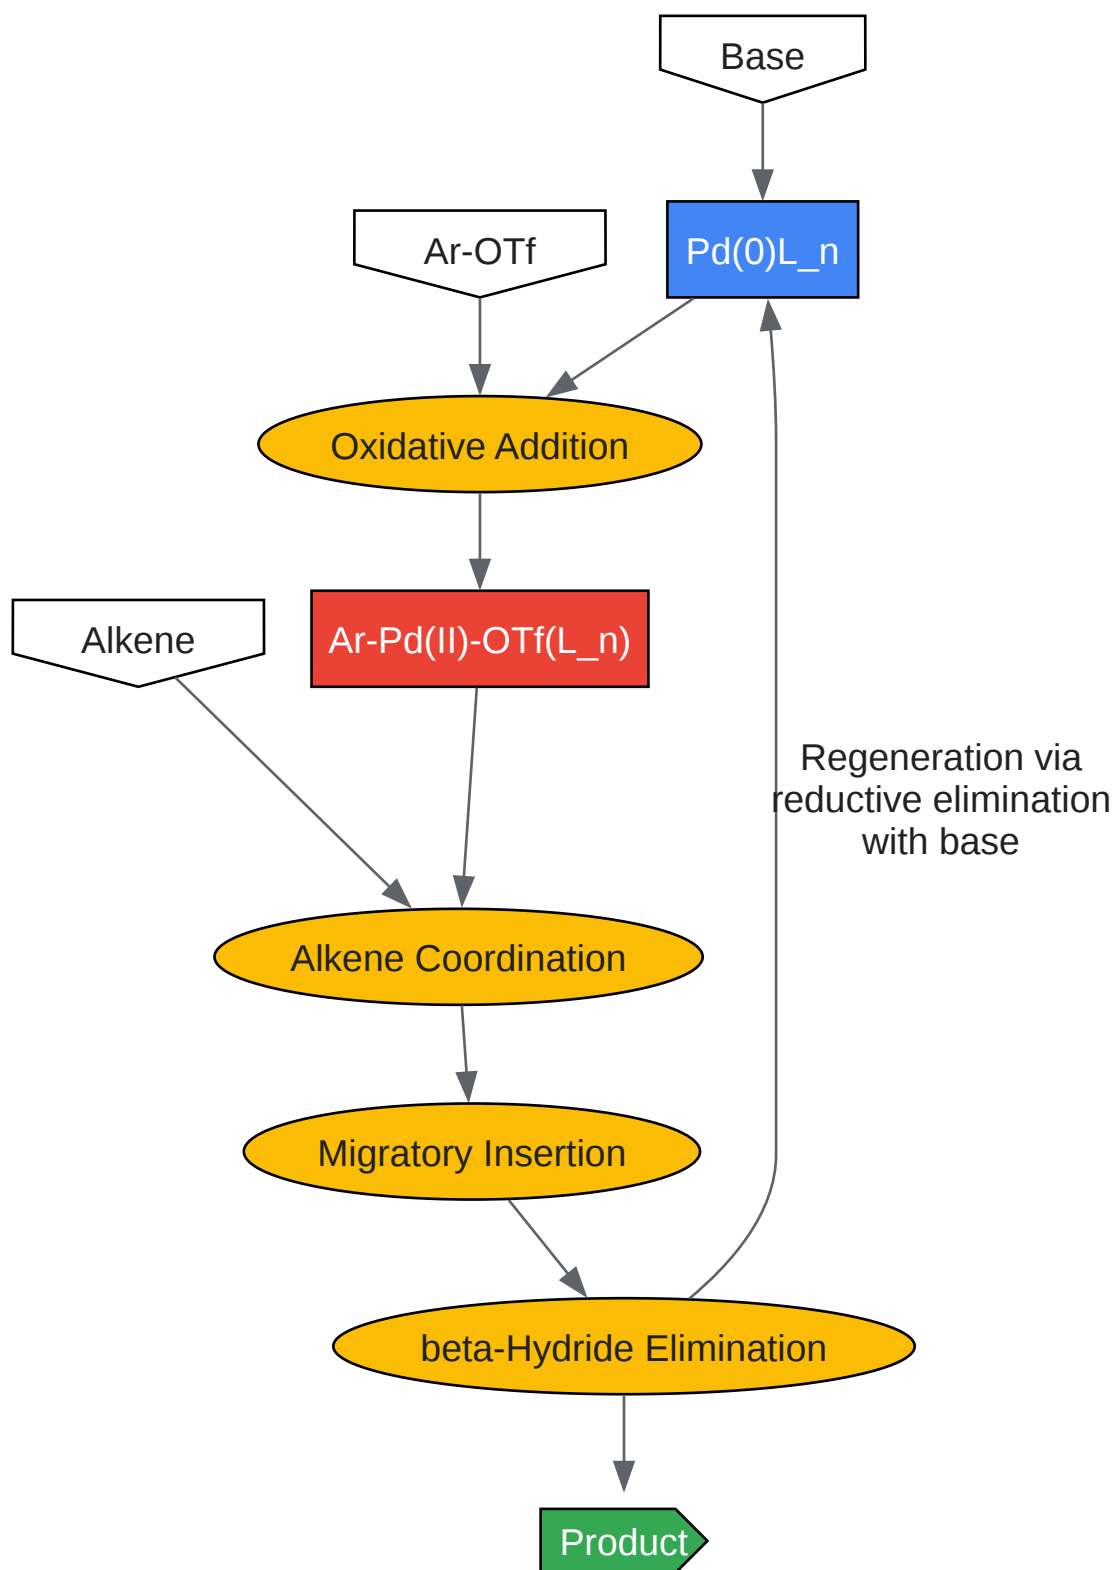 Base
Ar-OTf
Pd(0)L_n
Oxidative Addition
Alkene
Ar-Pd(II)-OTf(L_n)
Regeneration via
reductive elimination
with base
Alkene Coordination
Migratory Insertion
beta-Hydride Elimination
Product